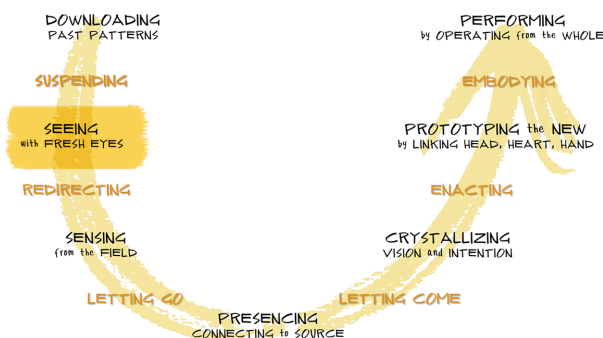 DOWNLOADING
PAST PATTERNS
SUSPENDING
SEEING
with FRESH EYES
REDIRECTING
SENSING
from the FIELD
LETTING GO
PRESENCING
CONNECTING to SOURCE
LETTING COME
CRYSTALLIZING
VISION and INTENTION
ENACTING
PROTOTYPING the NEW
by LINKING HEAD, HEART, HAND
EMBODYING
PERFORMING
by OPERATING from the WHOLE